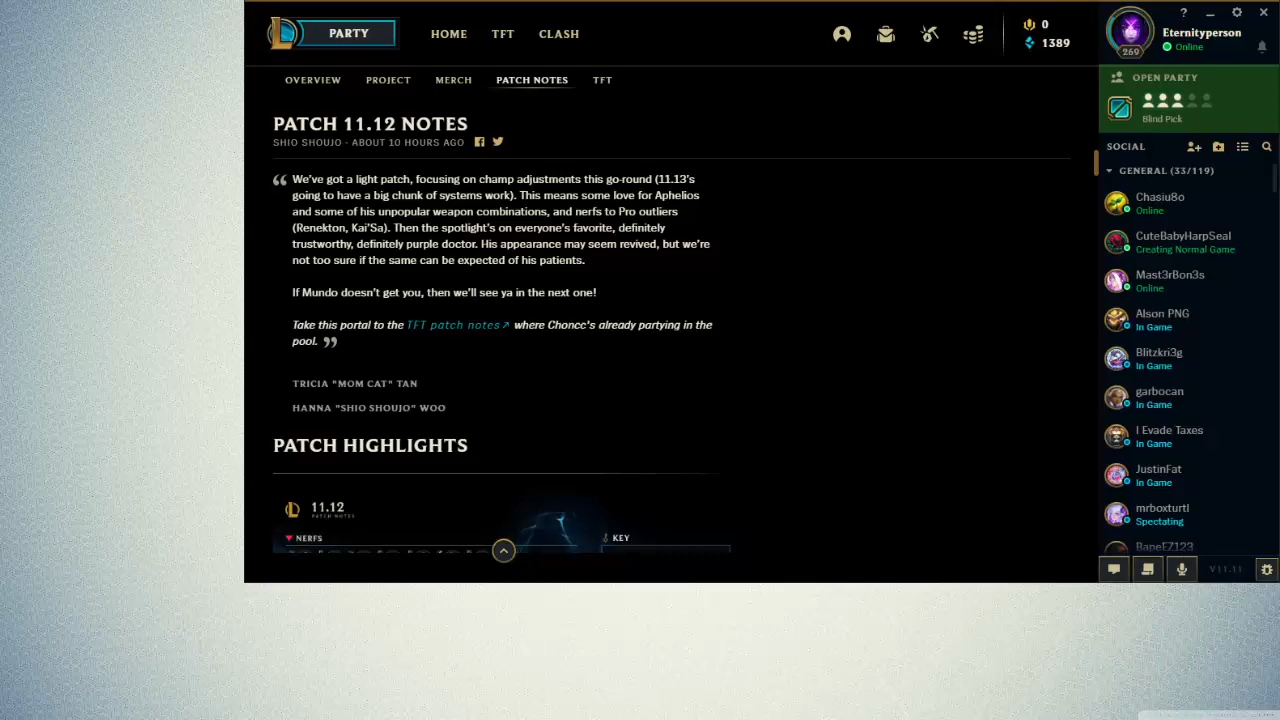 PARTY
HOME
TFT
CLASH
0
1389
?
269
Eternityperson
Online
OVERVIEW
PROJECT
MERCH
PATCH NOTES
TFT
OPEN PARTY
Blind Pick
PATCH 11.12 NOTES
SHIO SHOUJO - ABOUT 10 HOURS AGO
“ We've got a light patch, focusing on champ adjustments this go-round (11.13's
going to have a big chunk of systems work). This means some love for Aphelios
and some of his unpopular weapon combinations, and nerfs to Pro outliers
(Renekton, Kai'Sa). Then the spotlight's on everyone's favorite, definitely
trustworthy, definitely purple doctor. His appearance may seem revived, but we're
not too sure if the same can be expected of his patients.
If Mundo doesn't get you, then we'll see ya in the next one!
Take this portal to the TFT patch notes↗ where Choncc's already partying in the
pool. ”
TRICIA "MOM CAT" TAN
HANNA "SHIO SHOUJO" WOO
PATCH HIGHLIGHTS
11.12
PATCH NOTES
NERFS
KEY
SOCIAL
GENERAL (33/119)
Chasiu8o
Online
CuteBabyHarpSeal
Creating Normal Game
Mast3rBon3s
Online
Alson PNG
In Game
Blitzkri3g
In Game
garbocan
In Game
I Evade Taxes
In Game
JustinFat
In Game
mrboxturtl
Spectating
BapeEZ123
V11.11